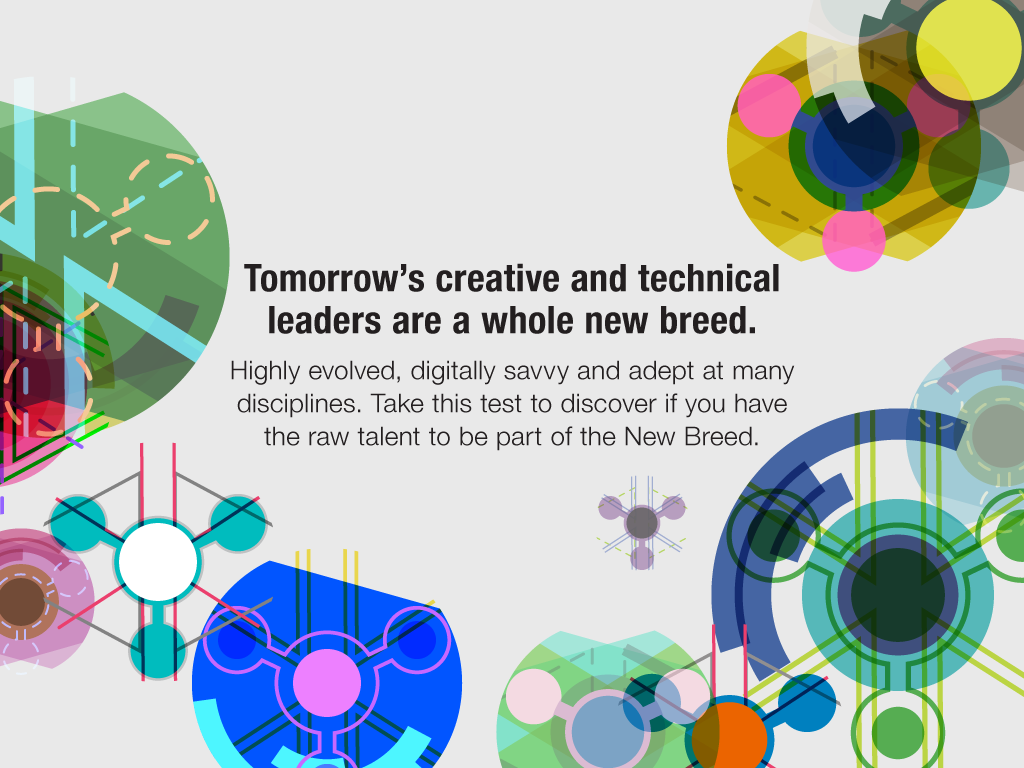 Tomorrow’s creative and technical
leaders are a whole new breed.
Highly evolved, digitally savvy and adept at many
disciplines. Take this test to discover if you have
the raw talent to be part of the New Breed.